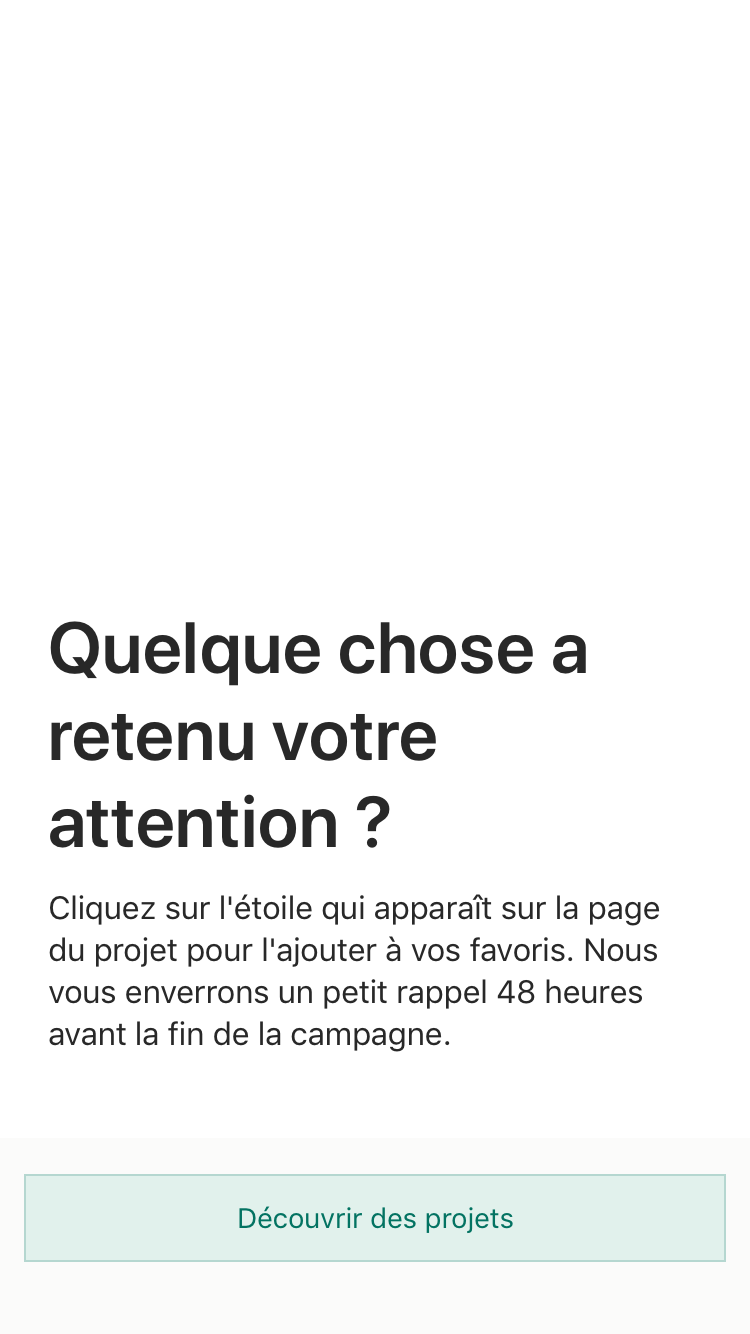 Quelque chose a
retenu votre
attention ?
Cliquez sur l'étoile qui apparaît sur la page
du projet pour l'ajouter à vos favoris. Nous
vous enverrons un petit rappel 48 heures
avant la fin de la campagne.
Découvrir des projets